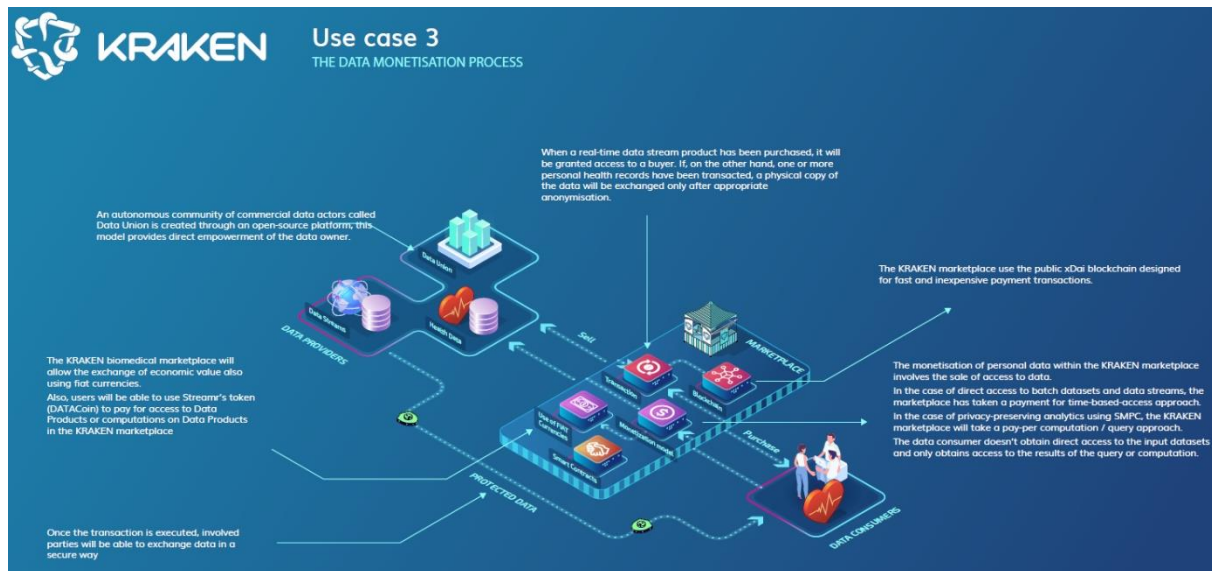 KRAKEN
Use case 3
THE DATA MONETISATION PROCESS
When a real-time data stream product has been purchased, it will
be granted access to a buyer. If, on the other hand, one or more
personal health records have been transacted, a physical copy of
the data will be exchanged only after appropriate
anonymisation.
An autonomous community of commercial data actors called
Data Union is created through an open-source platform, this
model provides direct empowerment of the data owner.
The KRAKEN marketplace use the public xDai blockchain designed
for fast and inexpensive payment transactions.
Data Union
Data Streams
Health Data
DATA PROVIDERS
Sell
MARKETPLACE
Transaction
Blockchain
Use of FIAT
Currencies
Monetization model
Smart Contracts
Purchase
PROTECTED DATA
DATA CONSUMERS
The KRAKEN biomedical marketplace will
allow the exchange of economic value also
using fiat currencies.
Also, users will be able to use Streamr's token
(DATACoin) to pay for access to Data
Products or computations on Data Products
in the KRAKEN marketplace
The monetisation of personal data within the KRAKEN marketplace
involves the sale of access to data.
In the case of direct access to batch datasets and data streams, the
marketplace has taken a payment for time-based-access approach.
In the case of privacy-preserving analytics using SMPC, the KRAKEN
marketplace will take a pay-per computation / query approach.
The data consumer doesn't obtain direct access to the input datasets
and only obtains access to the results of the query or computation.
Once the transaction is executed, involved
parties will be able to exchange data in a
secure way